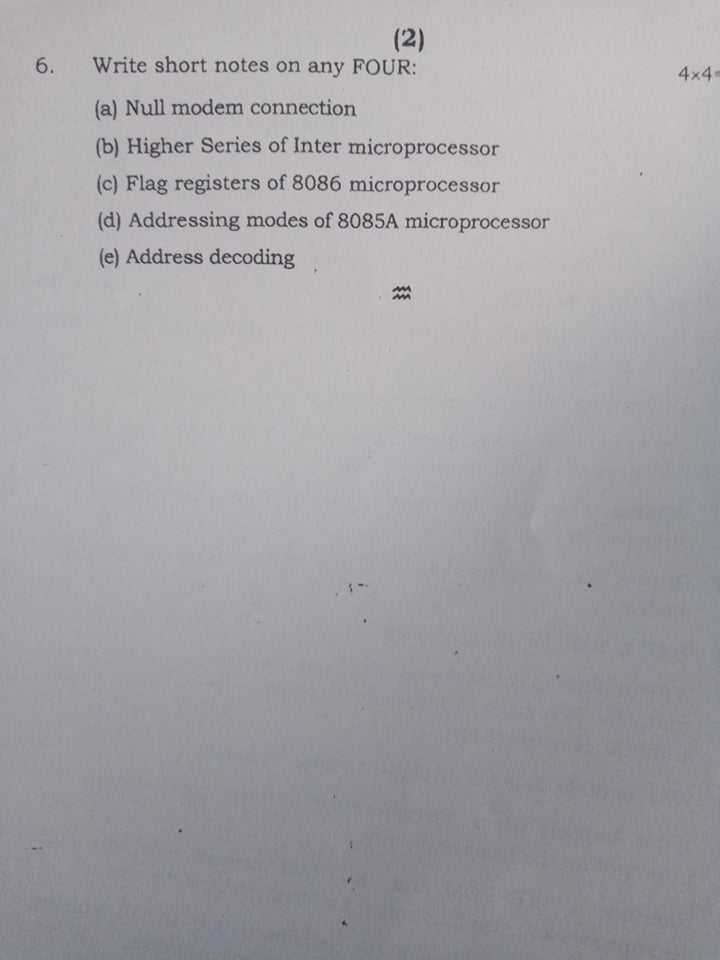 (2)
6. Write short notes on any FOUR:
4×4=
(a) Null modem connection
(b) Higher Series of Inter microprocessor
(c) Flag registers of 8086 microprocessor
(d) Addressing modes of 8085A microprocessor
(e) Address decoding